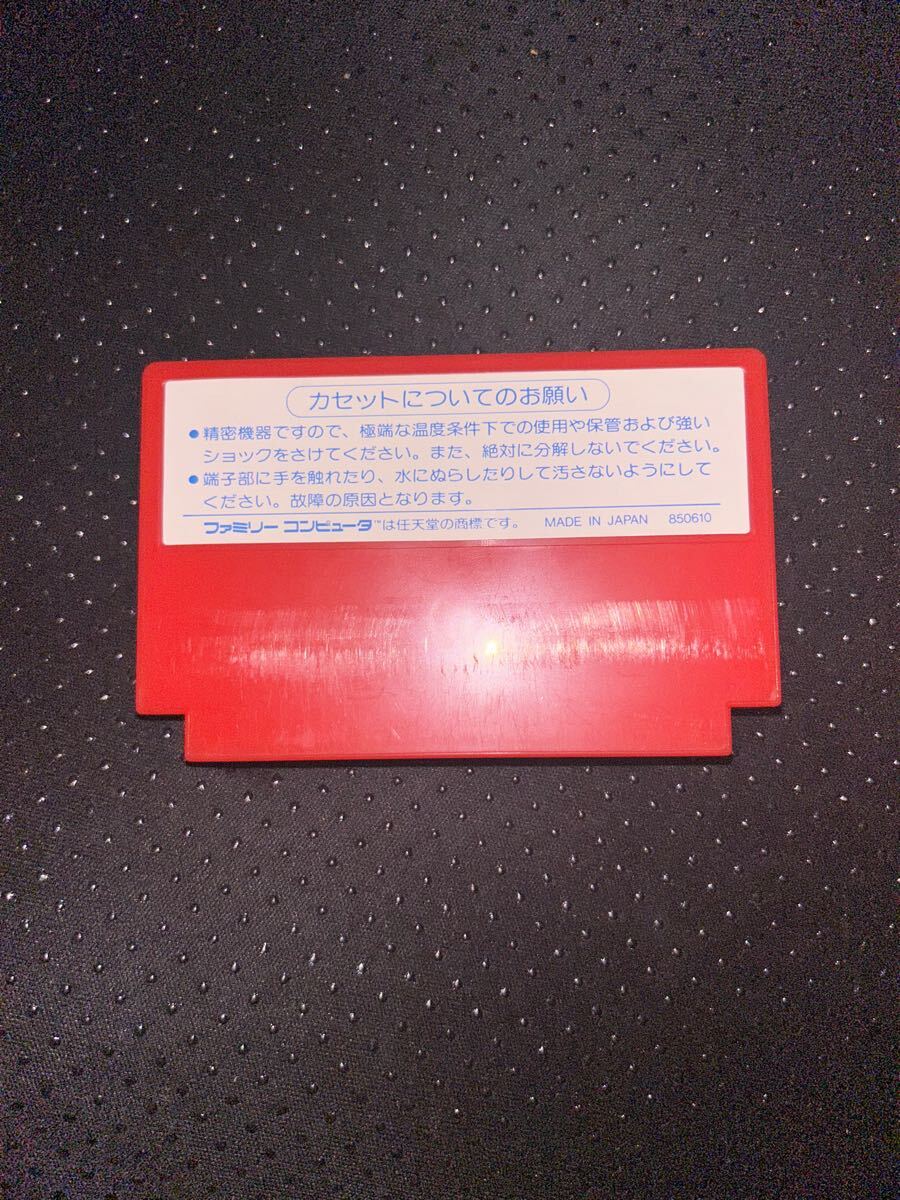 カセットについてのお願い
●精密機器ですので、極端な温度条件下での使用や保管および強い
ショックをさけてください。また、絶対に分解しないでください。
●端子部に手を触れたり、水にぬらしたりして汚さないようにして
ください。故障の原因となります。
ファミリー コンピュータ™は任天堂の商標です。 MADE IN JAPAN 850610